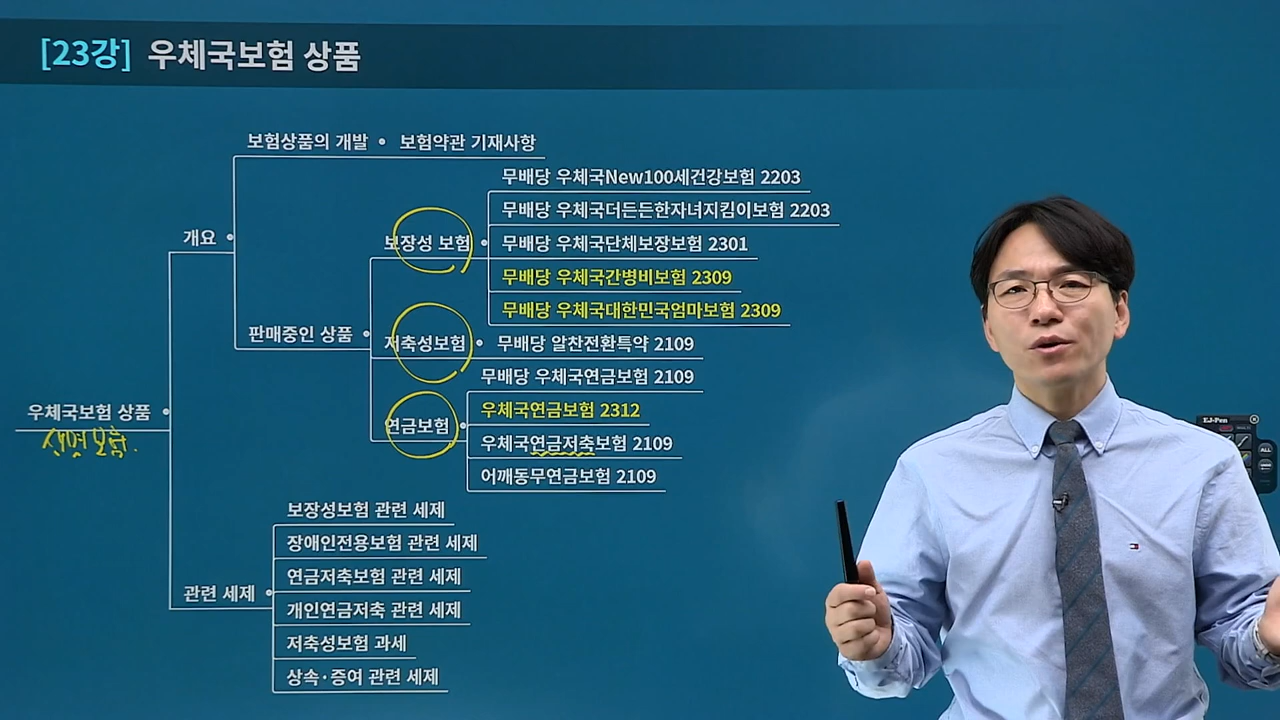 [23강] 우체국보험 상품
보험상품의 개발 • 보험약관 기재사항
무배당 우체국New100세건강보험 2203
무배당 우체국더든든한자녀지킴이보험 2203
개요
보장성 보험
무배당 우체국단체보장보험 2301
무배당 우체국간병비보험 2309
무배당 우체국대한민국엄마보험 2309
판매중인 상품
저축성보험 • 무배당 알찬전환특약 2109
무배당 우체국연금보험 2109
우체국보험 상품
생명보험.
우체국연금보험 2312
연금보험
우체국연금저축보험 2109
어깨동무연금보험 2109
보장성보험 관련 세제
장애인전용보험 관련 세제
연금저축보험 관련 세제
관련 세제
개인연금저축 관련 세제
저축성보험 과세
상속·증여 관련 세제
EJ-Pen
ALL